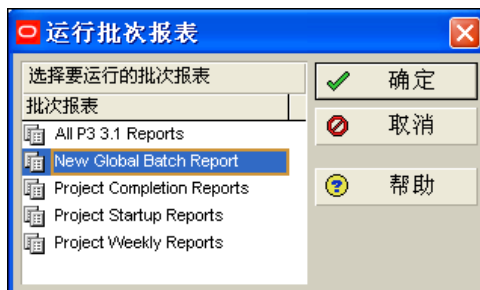 运行批次报表
选择要运行的批次报表
批次报表
All P3 3.1 Reports
New Global Batch Report
Project Completion Reports
Project Startup Reports
Project Weekly Reports
确定
取消
帮助